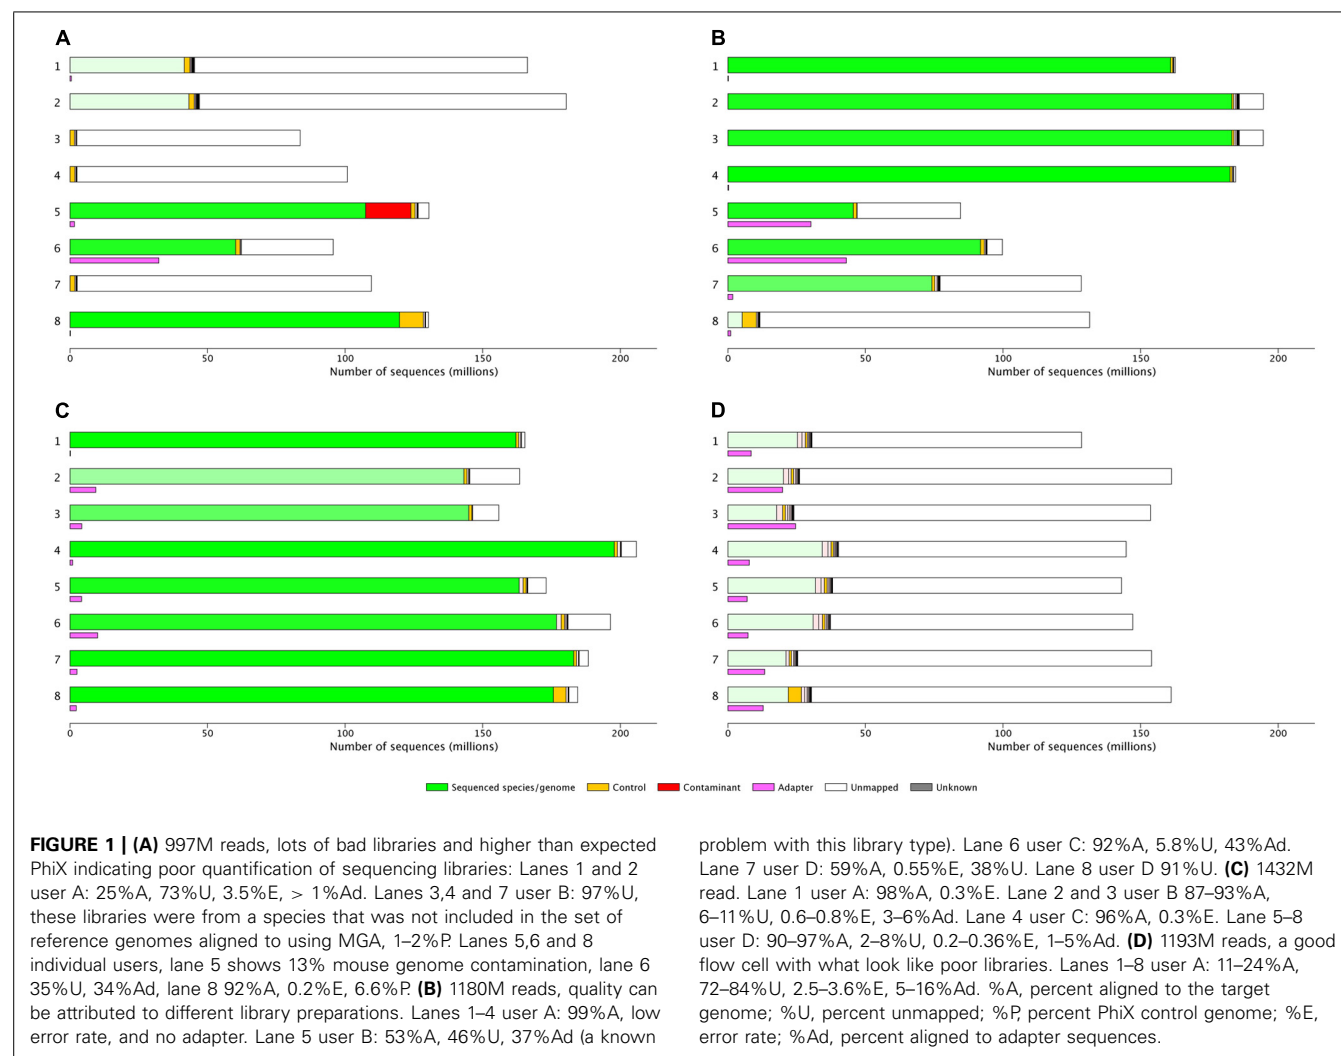 A
1
2
3
4
5
6
7
8
0 50 100 150 200
Number of sequences (millions)
B
1
2
3
4
5
6
7
8
0 50 100 150 200
Number of sequences (millions)
C
1
2
3
4
5
6
7
8
0 50 100 150 200
Number of sequences (millions)
D
1
2
3
4
5
6
7
8
0 50 100 150 200
Number of sequences (millions)
Sequenced species/genome Control Contaminant Adapter Unmapped Unknown
FIGURE 1 | (A) 997M reads, lots of bad libraries and higher than expected
PhiX indicating poor quantification of sequencing libraries: Lanes 1 and 2
user A: 25%A, 73%U, 3.5%E, > 1%Ad. Lanes 3,4 and 7 user B: 97%U,
these libraries were from a species that was not included in the set of
reference genomes aligned to using MGA, 1–2%P. Lanes 5,6 and 8
individual users, lane 5 shows 13% mouse genome contamination, lane 6
35%U, 34%Ad, lane 8 92%A, 0.2%E, 6.6%P. (B) 1180M reads, quality can
be attributed to different library preparations. Lanes 1–4 user A: 99%A, low
error rate, and no adapter. Lane 5 user B: 53%A, 46%U, 37%Ad (a known
problem with this library type). Lane 6 user C: 92%A, 5.8%U, 43%Ad.
Lane 7 user D: 59%A, 0.55%E, 38%U. Lane 8 user D 91%U. (C) 1432M
read. Lane 1 user A: 98%A, 0.3%E. Lane 2 and 3 user B 87–93%A,
6–11%U, 0.6–0.8%E, 3–6%Ad. Lane 4 user C: 96%A, 0.3%E. Lane 5–8
user D: 90–97%A, 2–8%U, 0.2–0.36%E, 1–5%Ad. (D) 1193M reads, a good
flow cell with what look like poor libraries. Lanes 1–8 user A: 11–24%A,
72–84%U, 2.5–3.6%E, 5–16%Ad. %A, percent aligned to the target
genome; %U, percent unmapped; %P, percent PhiX control genome; %E,
error rate; %Ad, percent aligned to adapter sequences.